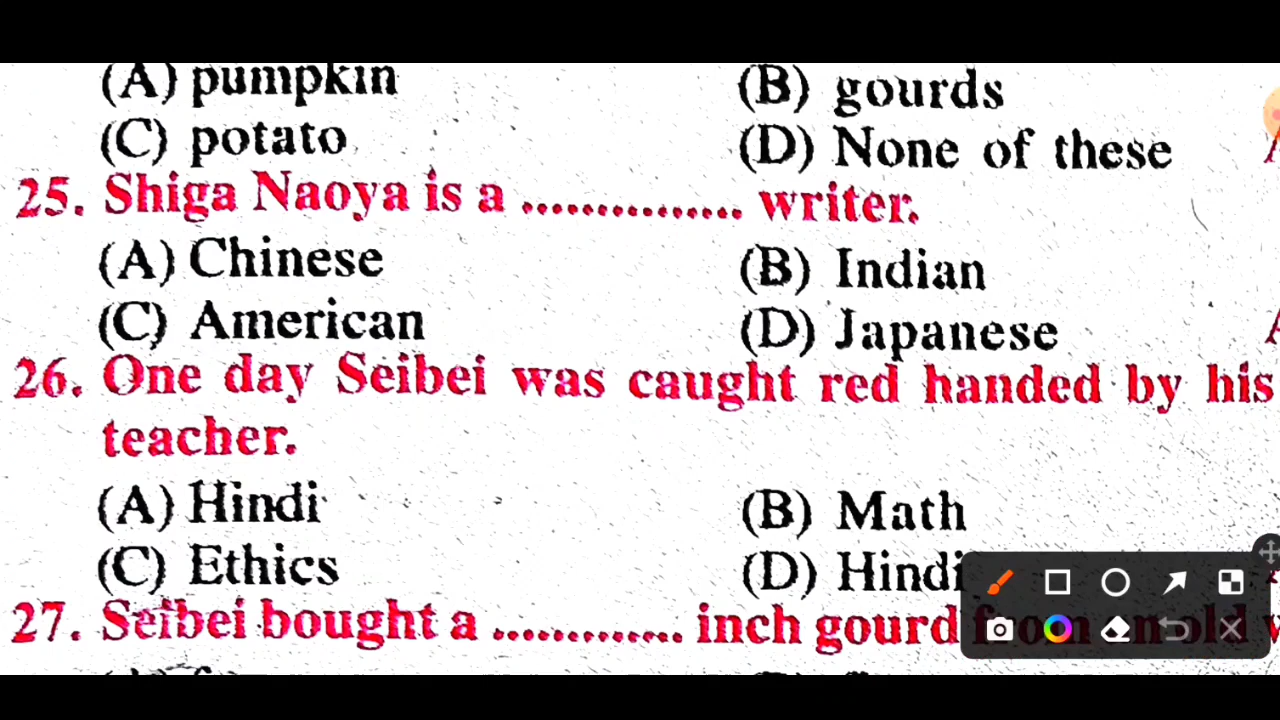 (A) pumpkin (B) gourds
(C) potato (D) None of these
25. Shiga Naoya is a ............... writer.
(A) Chinese (B) Indian
(C) American (D) Japanese
26. One day Seibei was caught red handed by his
teacher.
(A) Hindi (B) Math
(C) Ethics (D) Hindi
27. Seibei bought a ............. inch gourd